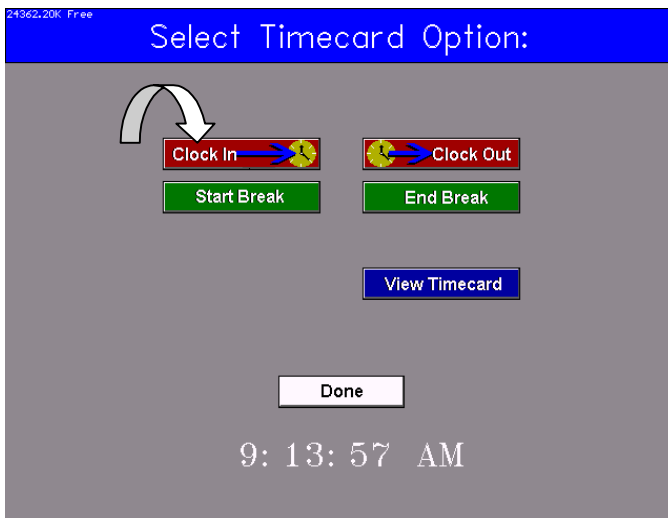 24362.20K Free
Select Timecard Option:
Clock In
Clock Out
Start Break
End Break
View Timecard
Done
9: 13: 57 AM